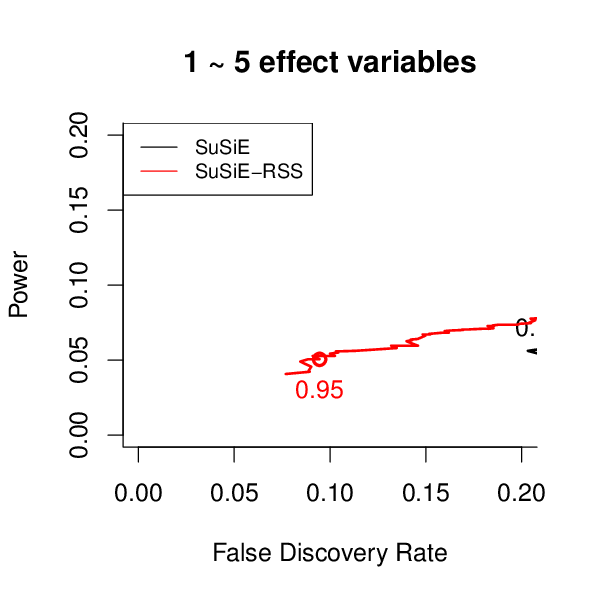 1 ~ 5 effect variables
SuSiE
SuSiE−RSS
Power
0.20
0.15
0.10
0.05
0.00
0.
0.95
0.00 0.05 0.10 0.15 0.20
False Discovery Rate